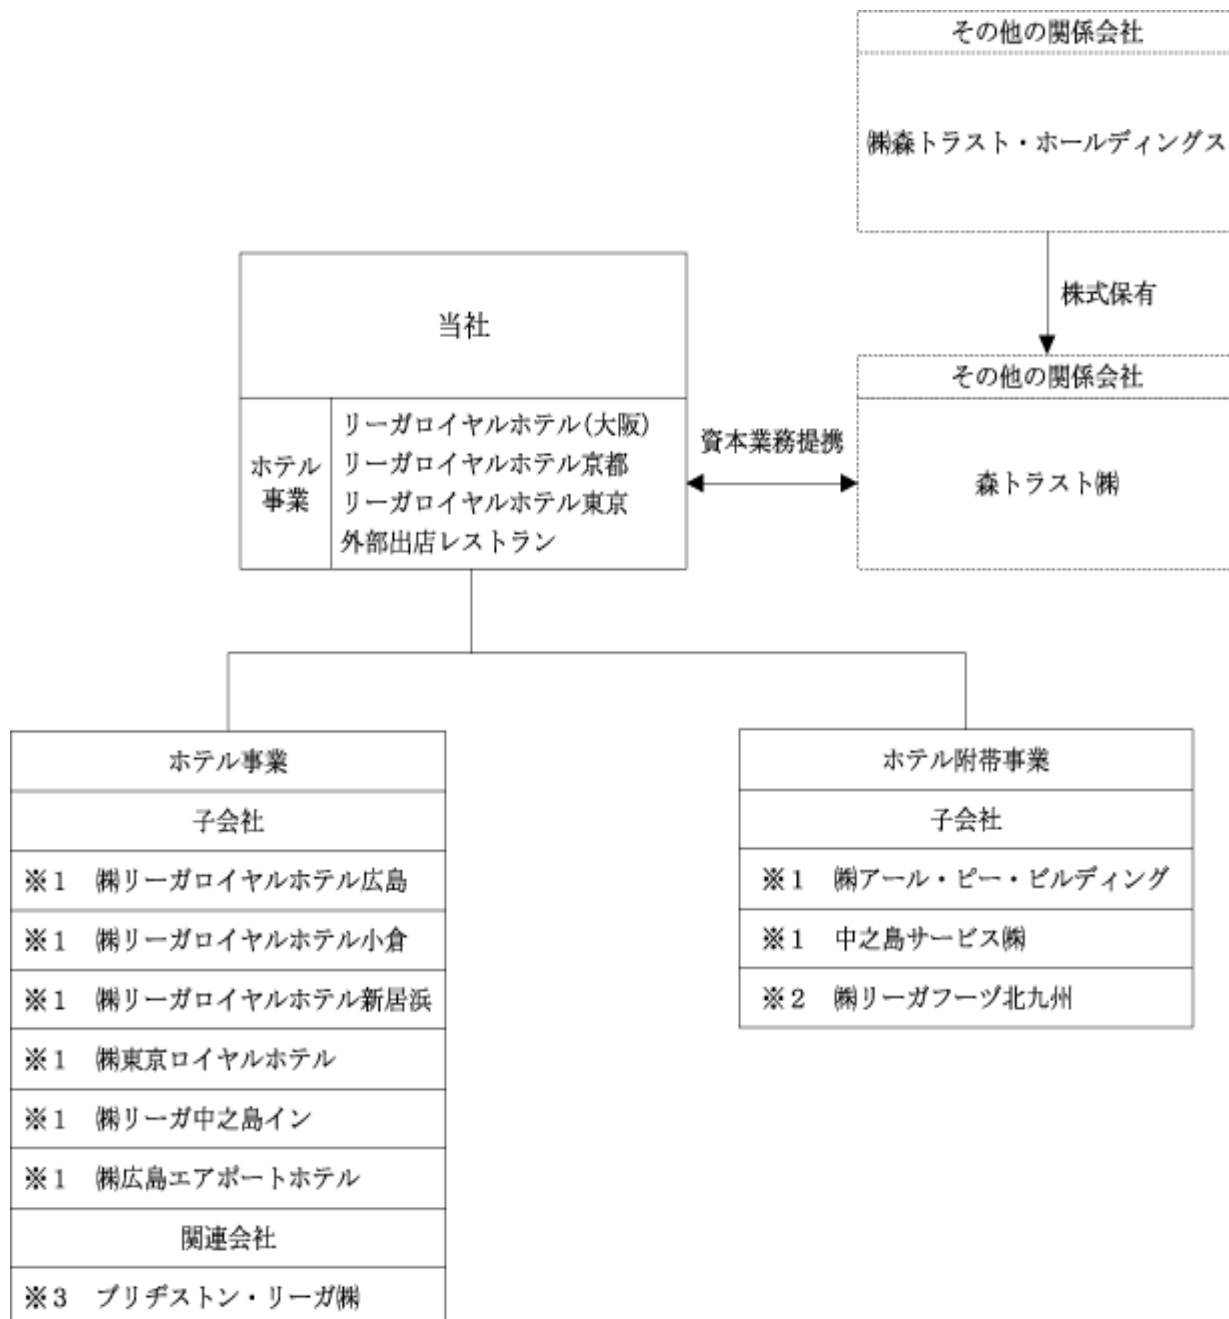 その他の関係会社
㈱森トラスト・ホールディングス
株式保有
当社
ホテル
事業
リーガロイヤルホテル(大阪)
リーガロイヤルホテル京都
リーガロイヤルホテル東京
外部出店レストラン
資本業務提携
その他の関係会社
森トラスト㈱
ホテル事業
子会社
※1 ㈱リーガロイヤルホテル広島
※1 ㈱リーガロイヤルホテル小倉
※1 ㈱リーガロイヤルホテル新居浜
※1 ㈱東京ロイヤルホテル
※1 ㈱リーガ中之島イン
※1 ㈱広島エアポートホテル
関連会社
※3 ブリヂストン・リーガ㈱
ホテル附帯事業
子会社
※1 ㈱アール・ピー・ビルディング
※1 中之島サービス㈱
※2 ㈱リーガフーヅ北九州